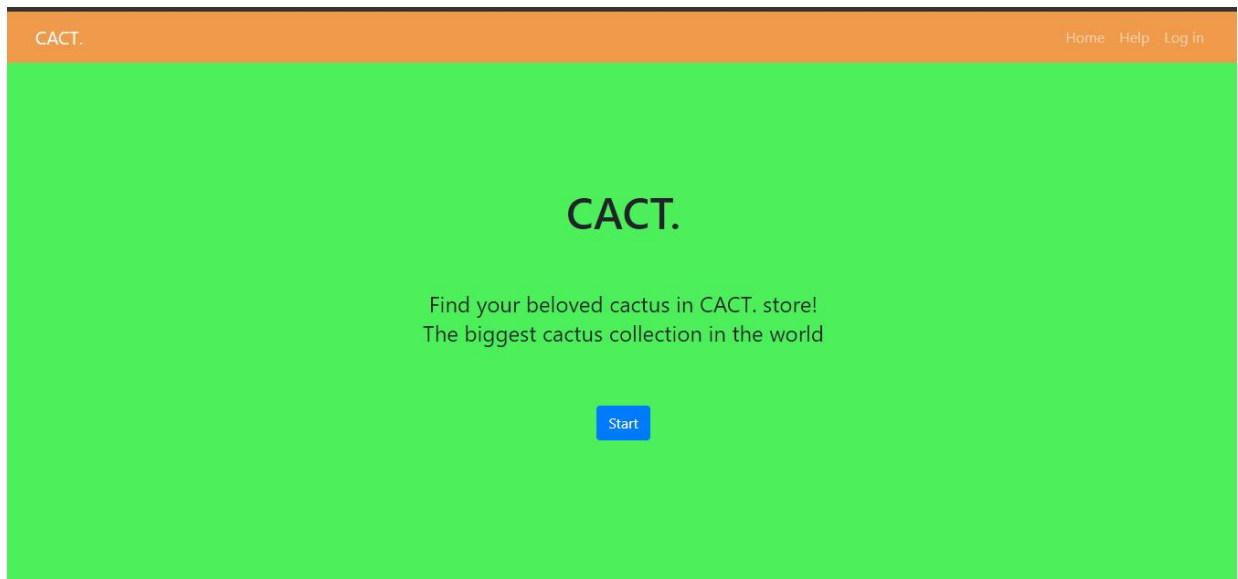 CACT.
Home Help Log in
CACT.
Find your beloved cactus in CACT. store!
The biggest cactus collection in the world
Start